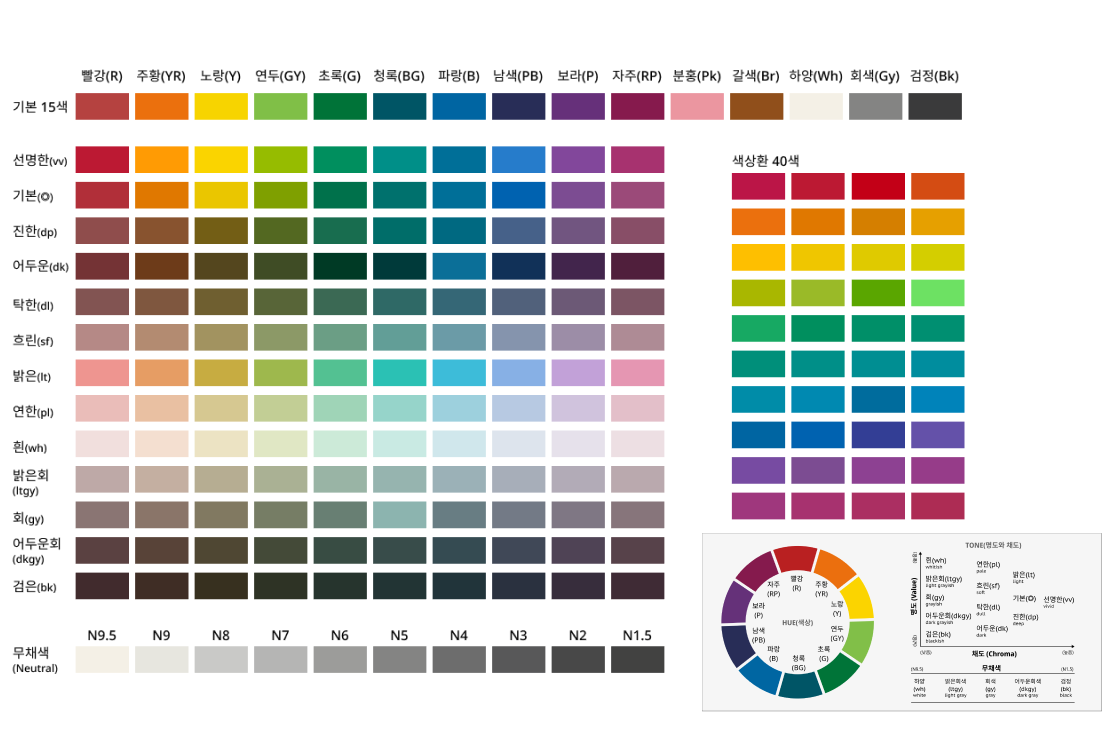 빨강(R) 주황(YR) 노랑(Y) 연두(GY) 초록(G) 청록(BG) 파랑(B) 남색(PB) 보라(P) 자주(RP) 분홍(Pk) 갈색(Br) 하양(Wh) 회색(Gy) 검정(Bk)
기본 15색
선명한(vv)
기본(◎)
진한(dp)
어두운(dk)
탁한(dl)
흐린(sf)
밝은(lt)
연한(pl)
흰(wh)
밝은회
(ltgy)
회(gy)
어두운회
(dkgy)
검은(bk)
N9.5 N9 N8 N7 N6 N5 N4 N3 N2 N1.5
무채색
(Neutral)
색상환 40색
HUE(색상)
빨강
(R)
주황
(YR)
노랑
(Y)
연두
(GY)
초록
(G)
청록
(BG)
파랑
(B)
남색
(PB)
보라
(P)
자주
(RP)
TONE(명도와 채도)
명도 (Value)
흰(wh)
whitish
밝은회(ltgy)
light grayish
회(gy)
grayish
어두운회(dkgy)
dark grayish
검은(bk)
blackish
연한(pl)
pale
흐린(sf)
soft
탁한(dl)
dull
어두운(dk)
dark
밝은(lt)
light
기본(◎)
진한(dp)
deep
선명한(vv)
vivid
채도 (Chroma)
무채색
(N9.5) (N1.5)
하양 밝은회색 회색 어두운회색 검정
(wh) (ltgy) (gy) (dkgy) (bk)
white light grey gray dark gray black